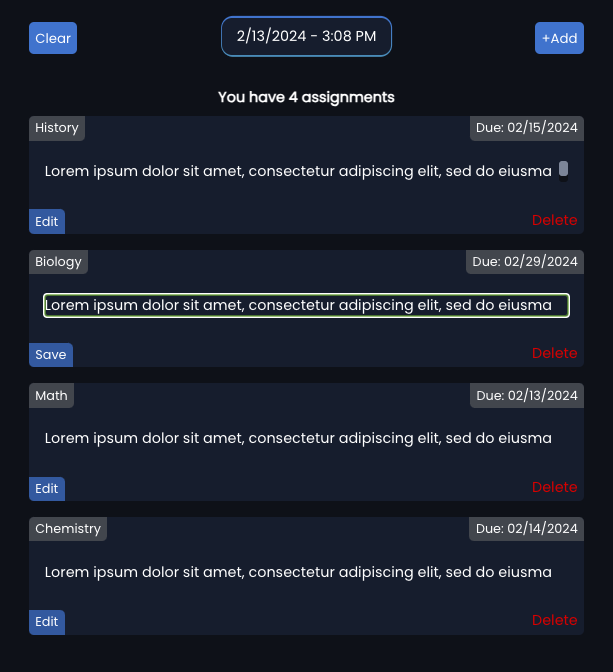 Clear
2/13/2024 - 3:08 PM
+Add
You have 4 assignments
History
Due: 02/15/2024
Lorem ipsum dolor sit amet, consectetur adipiscing elit, sed do eiusma
Edit
Delete
Biology
Due: 02/29/2024
Lorem ipsum dolor sit amet, consectetur adipiscing elit, sed do eiusma
Save
Delete
Math
Due: 02/13/2024
Lorem ipsum dolor sit amet, consectetur adipiscing elit, sed do eiusma
Edit
Delete
Chemistry
Due: 02/14/2024
Lorem ipsum dolor sit amet, consectetur adipiscing elit, sed do eiusma
Edit
Delete